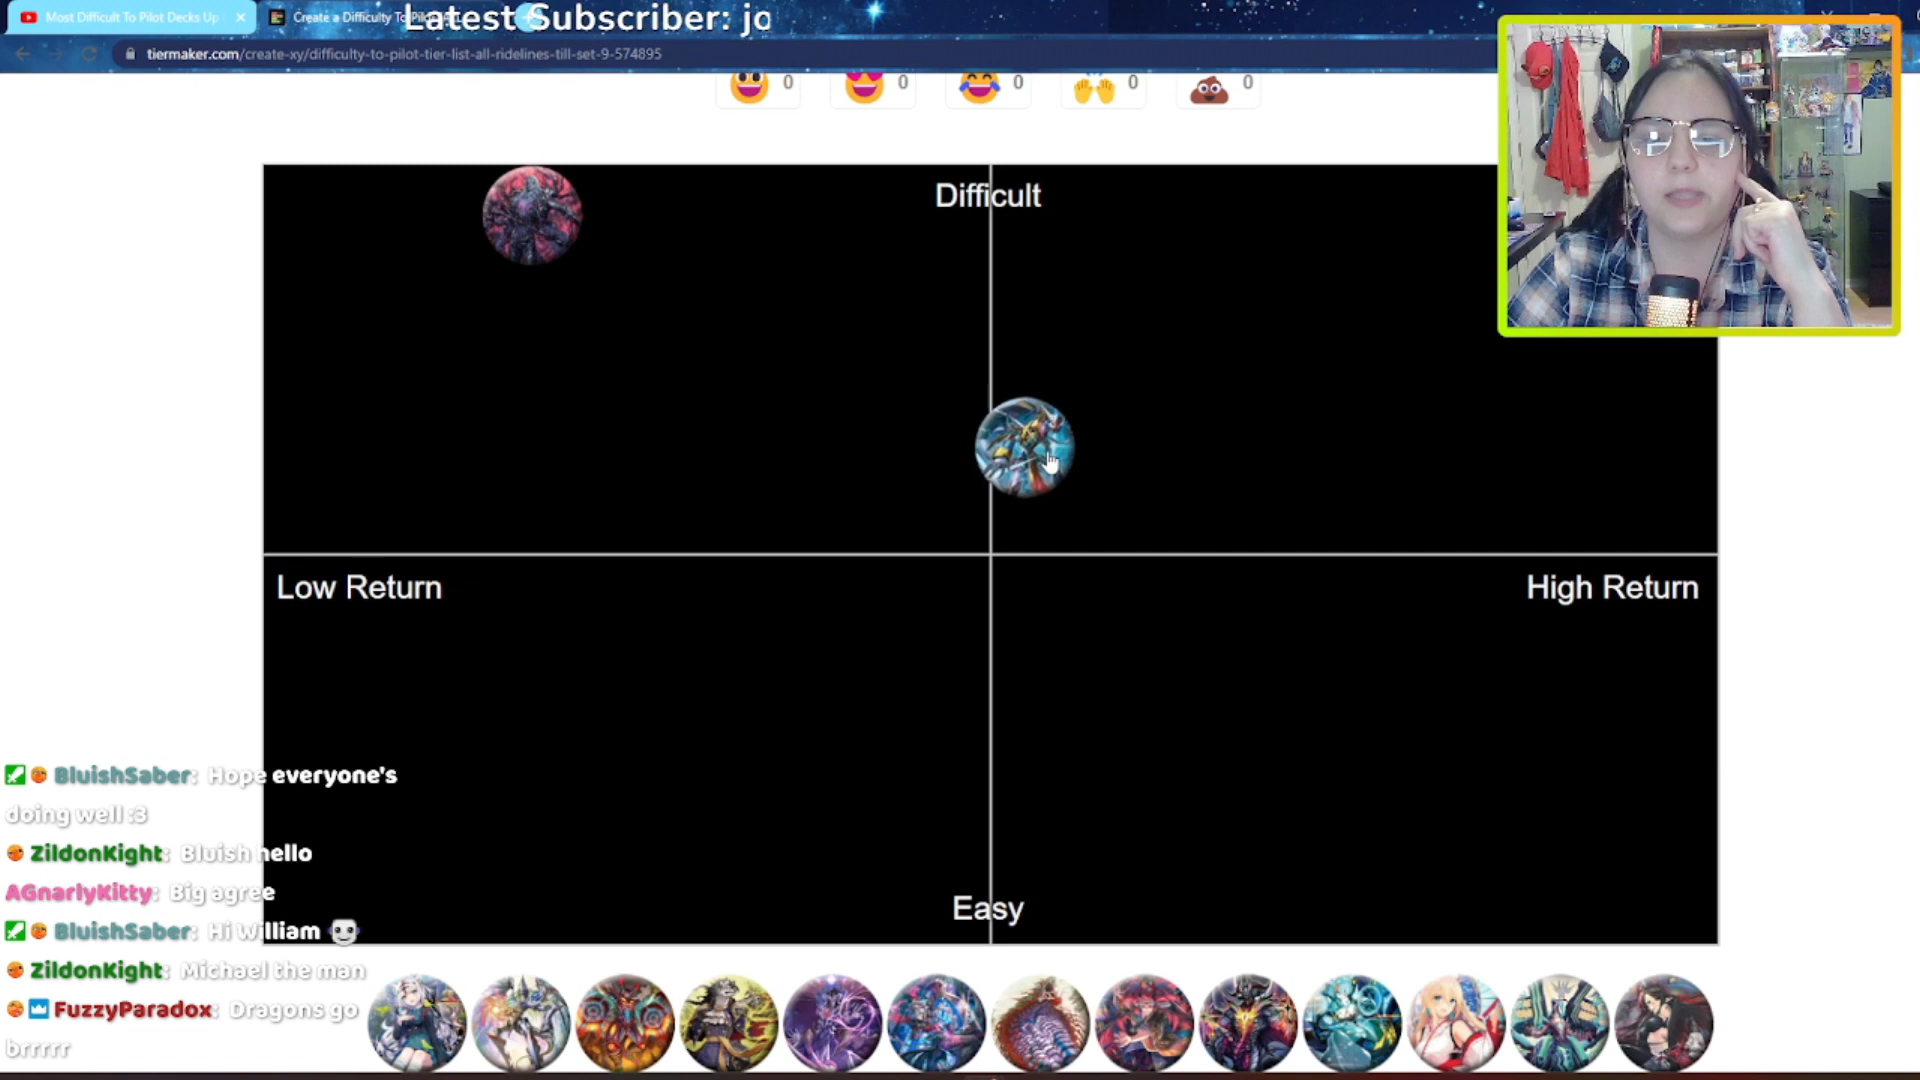 Most Difficult To Pilot Decks Up
Create a Difficulty To
Latest Subscriber: jo
tiermaker.com/create-xy/difficulty-to-pilot-tier-list-all-ridelines-till-set-9-574895
0 0 0 0 0
Difficult
Low Return
High Return
Easy
BluishSaber: Hope everyone's
doing well :3
ZildonKight: Bluish hello
AGnarlyKitty: Big agree
BluishSaber: Hi William
ZildonKight: Michael the man
FuzzyParadox: Dragons go
brrrrr